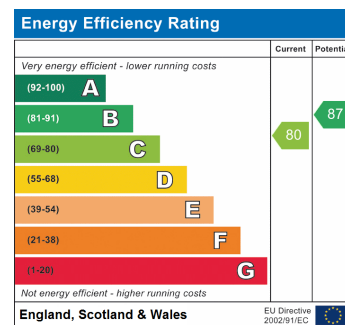 Energy Efficiency Rating
Current Potentia
Very energy efficient - lower running costs
(92-100) A
(81-91) B
87
(69-80) C
80
(55-68) D
(39-54) E
(21-38) F
(1-20) G
Not energy efficient - higher running costs
England, Scotland & Wales
EU Directive
2002/91/EC